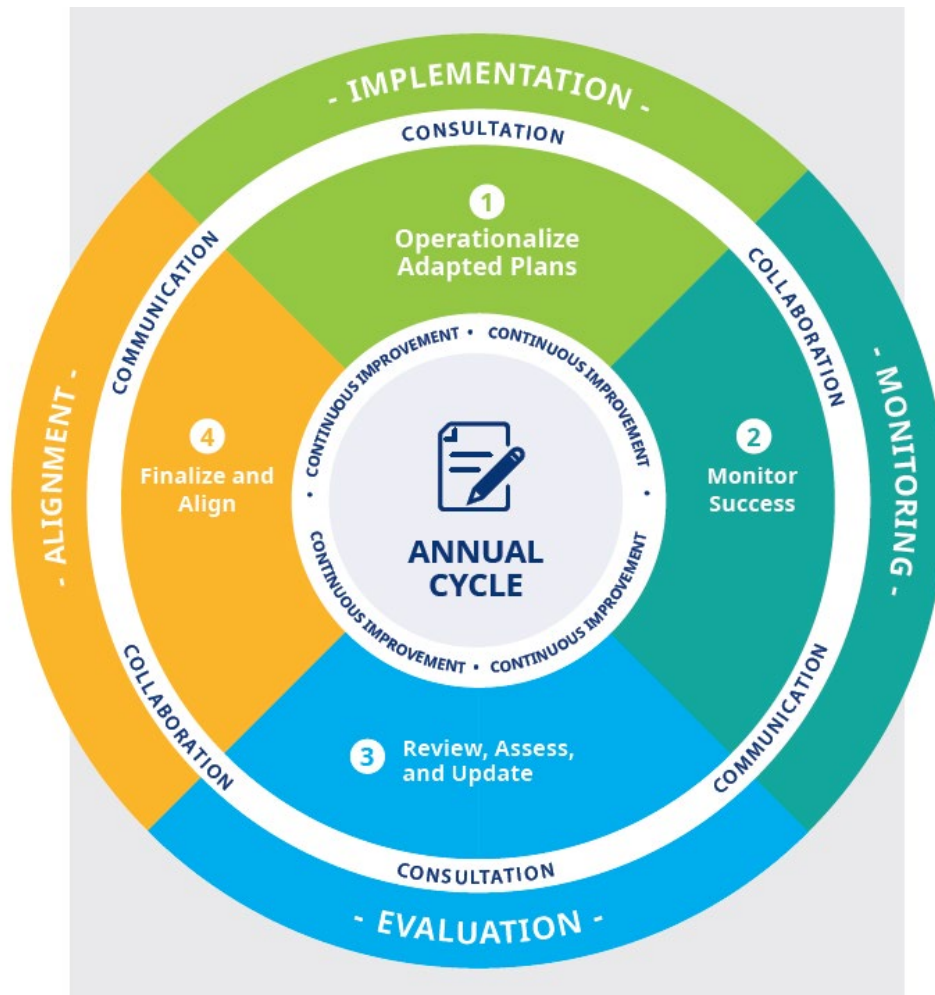 - IMPLEMENTATION -
CONSULTATION
1
Operationalize
Adapted Plans
COLLABORATION
- MONITORING -
2
Monitor
Success
COMMUNICATION
3
Review, Assess,
and Update
CONSULTATION
- EVALUATION -
COLLABORATION
- ALIGNMENT -
4
Finalize and
Align
COMMUNICATION
CONTINUOUS IMPROVEMENT •
CONTINUOUS IMPROVEMENT •
CONTINUOUS IMPROVEMENT •
CONTINUOUS IMPROVEMENT •
ANNUAL
CYCLE